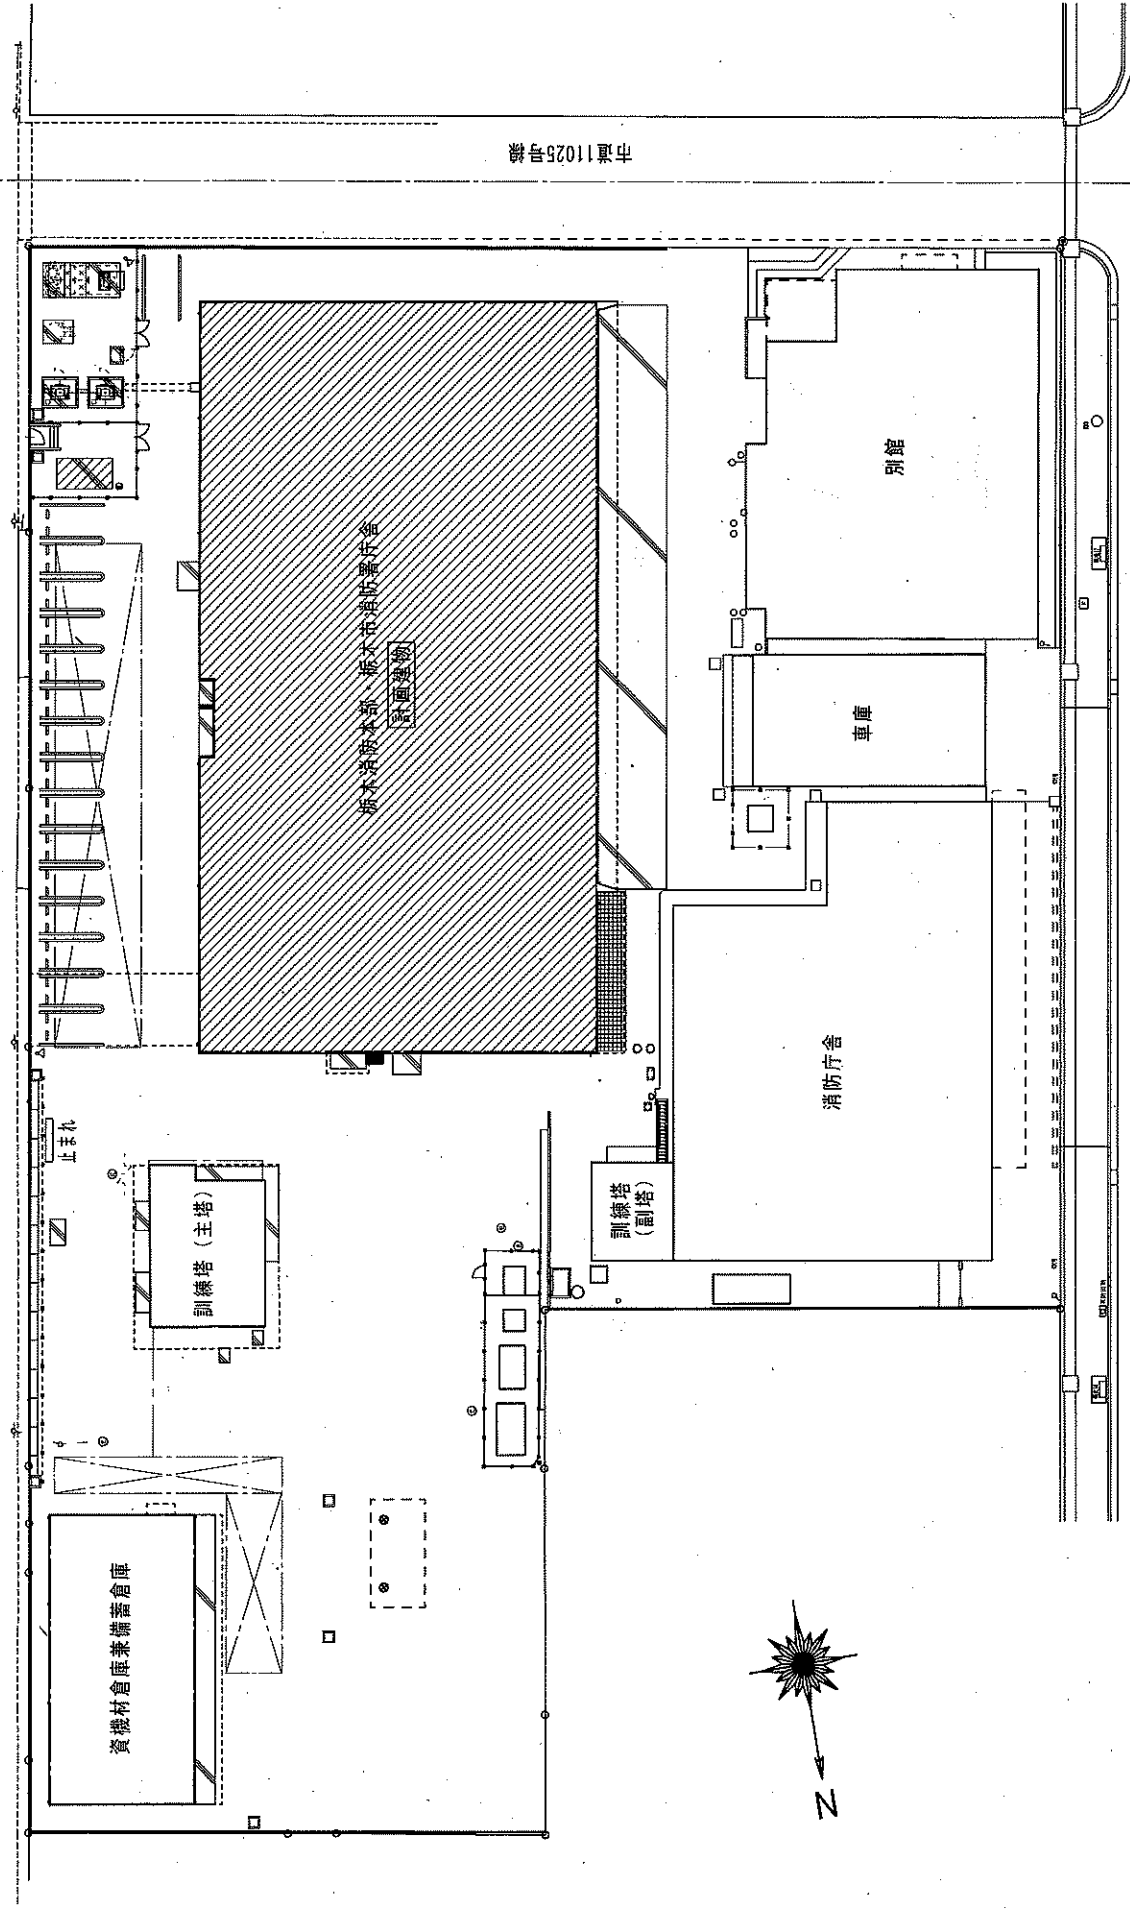 市道11025号線
栃木消防本部・栃木市消防署庁舎
計画建物
別館
車庫
消防庁舎
訓練塔
（副塔）
止まれ
訓練塔（主塔）
資機材倉庫兼備蓄倉庫
N